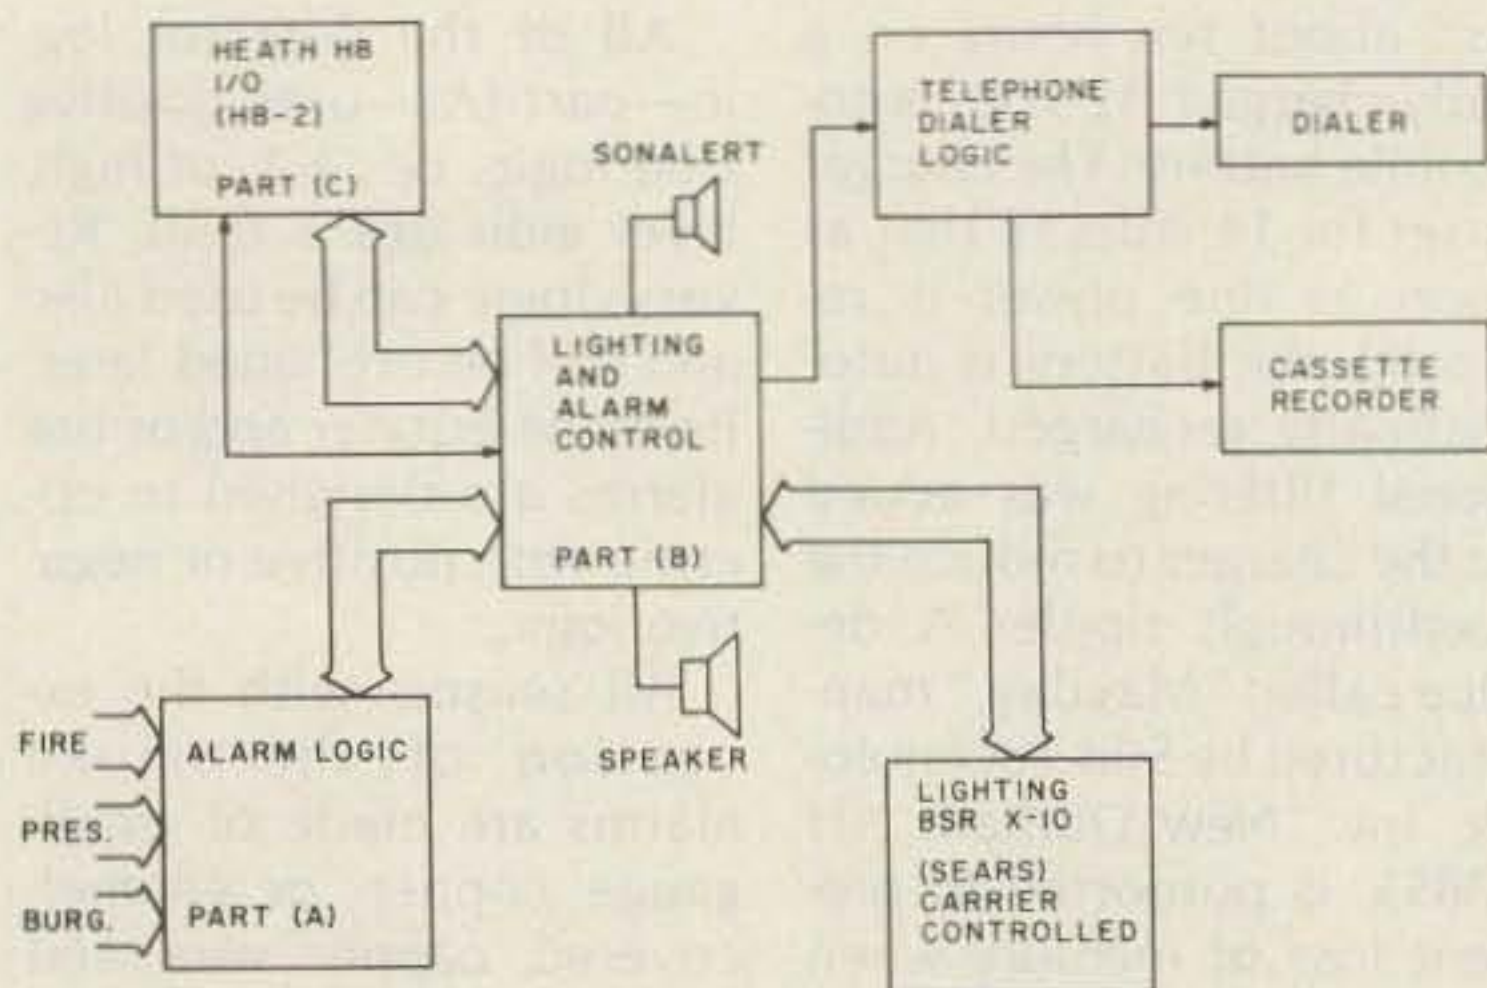 HEATH H8
I/O
(H8-2)
PART (C)
SONALERT
TELEPHONE
DIALER
LOGIC
DIALER
CASSETTE
RECORDER
LIGHTING
AND
ALARM
CONTROL
PART (B)
SPEAKER
FIRE
PRES.
BURG.
ALARM LOGIC
PART (A)
LIGHTING
BSR X-10
(SEARS)
CARRIER
CONTROLLED